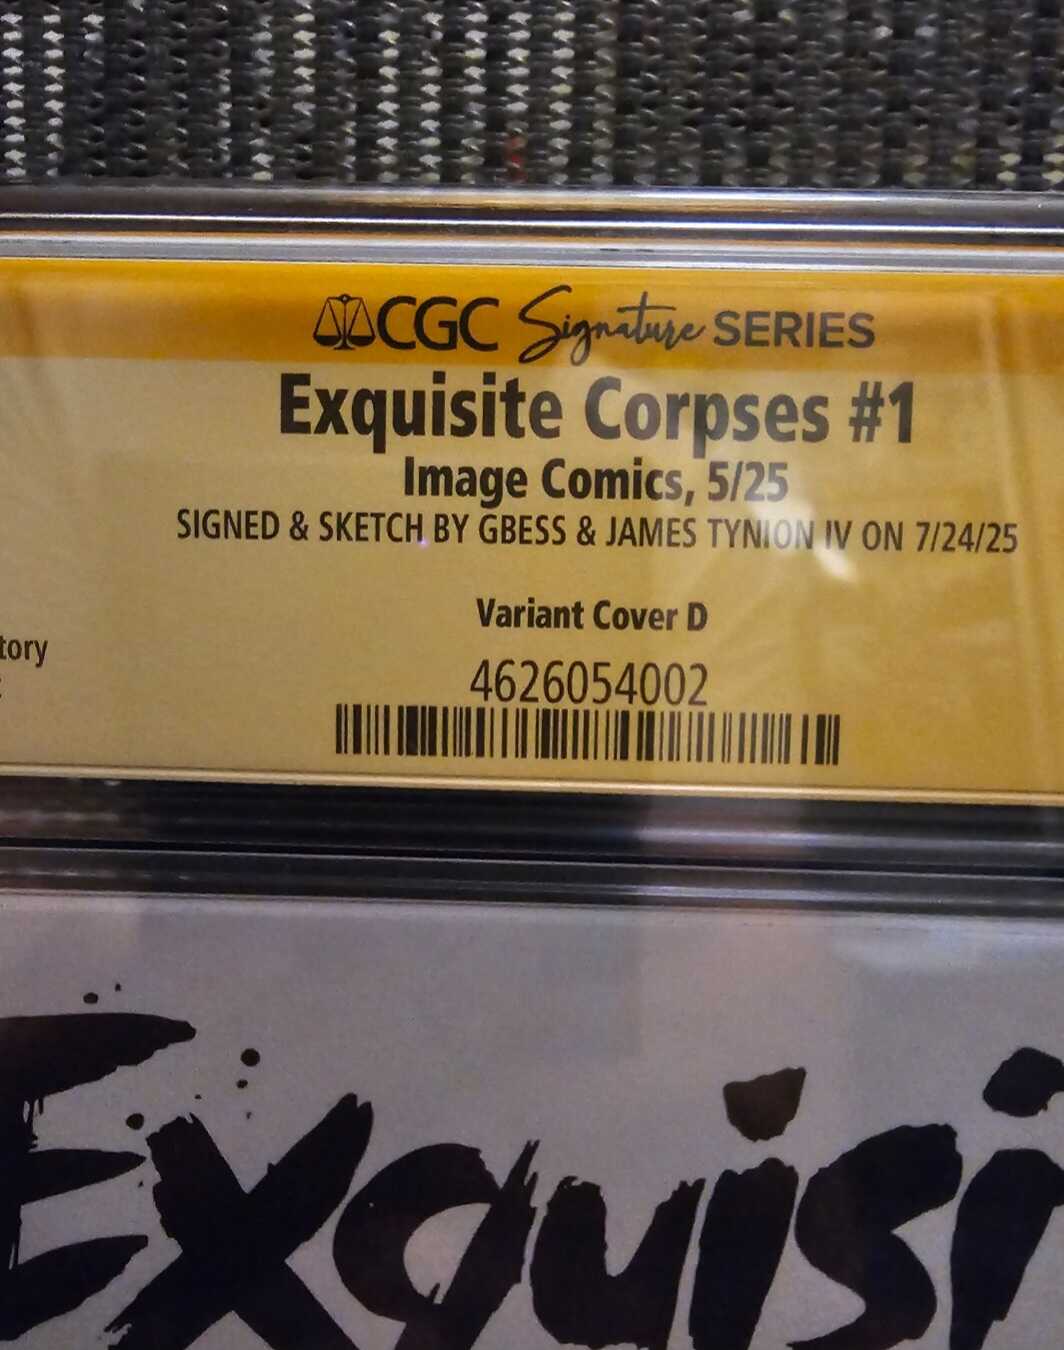 CGC Signature SERIES
Exquisite Corpses #1
Image Comics, 5/25
SIGNED & SKETCH BY GBESS & JAMES TYNION IV ON 7/24/25
Variant Cover D
tory
4626054002
Exquisi